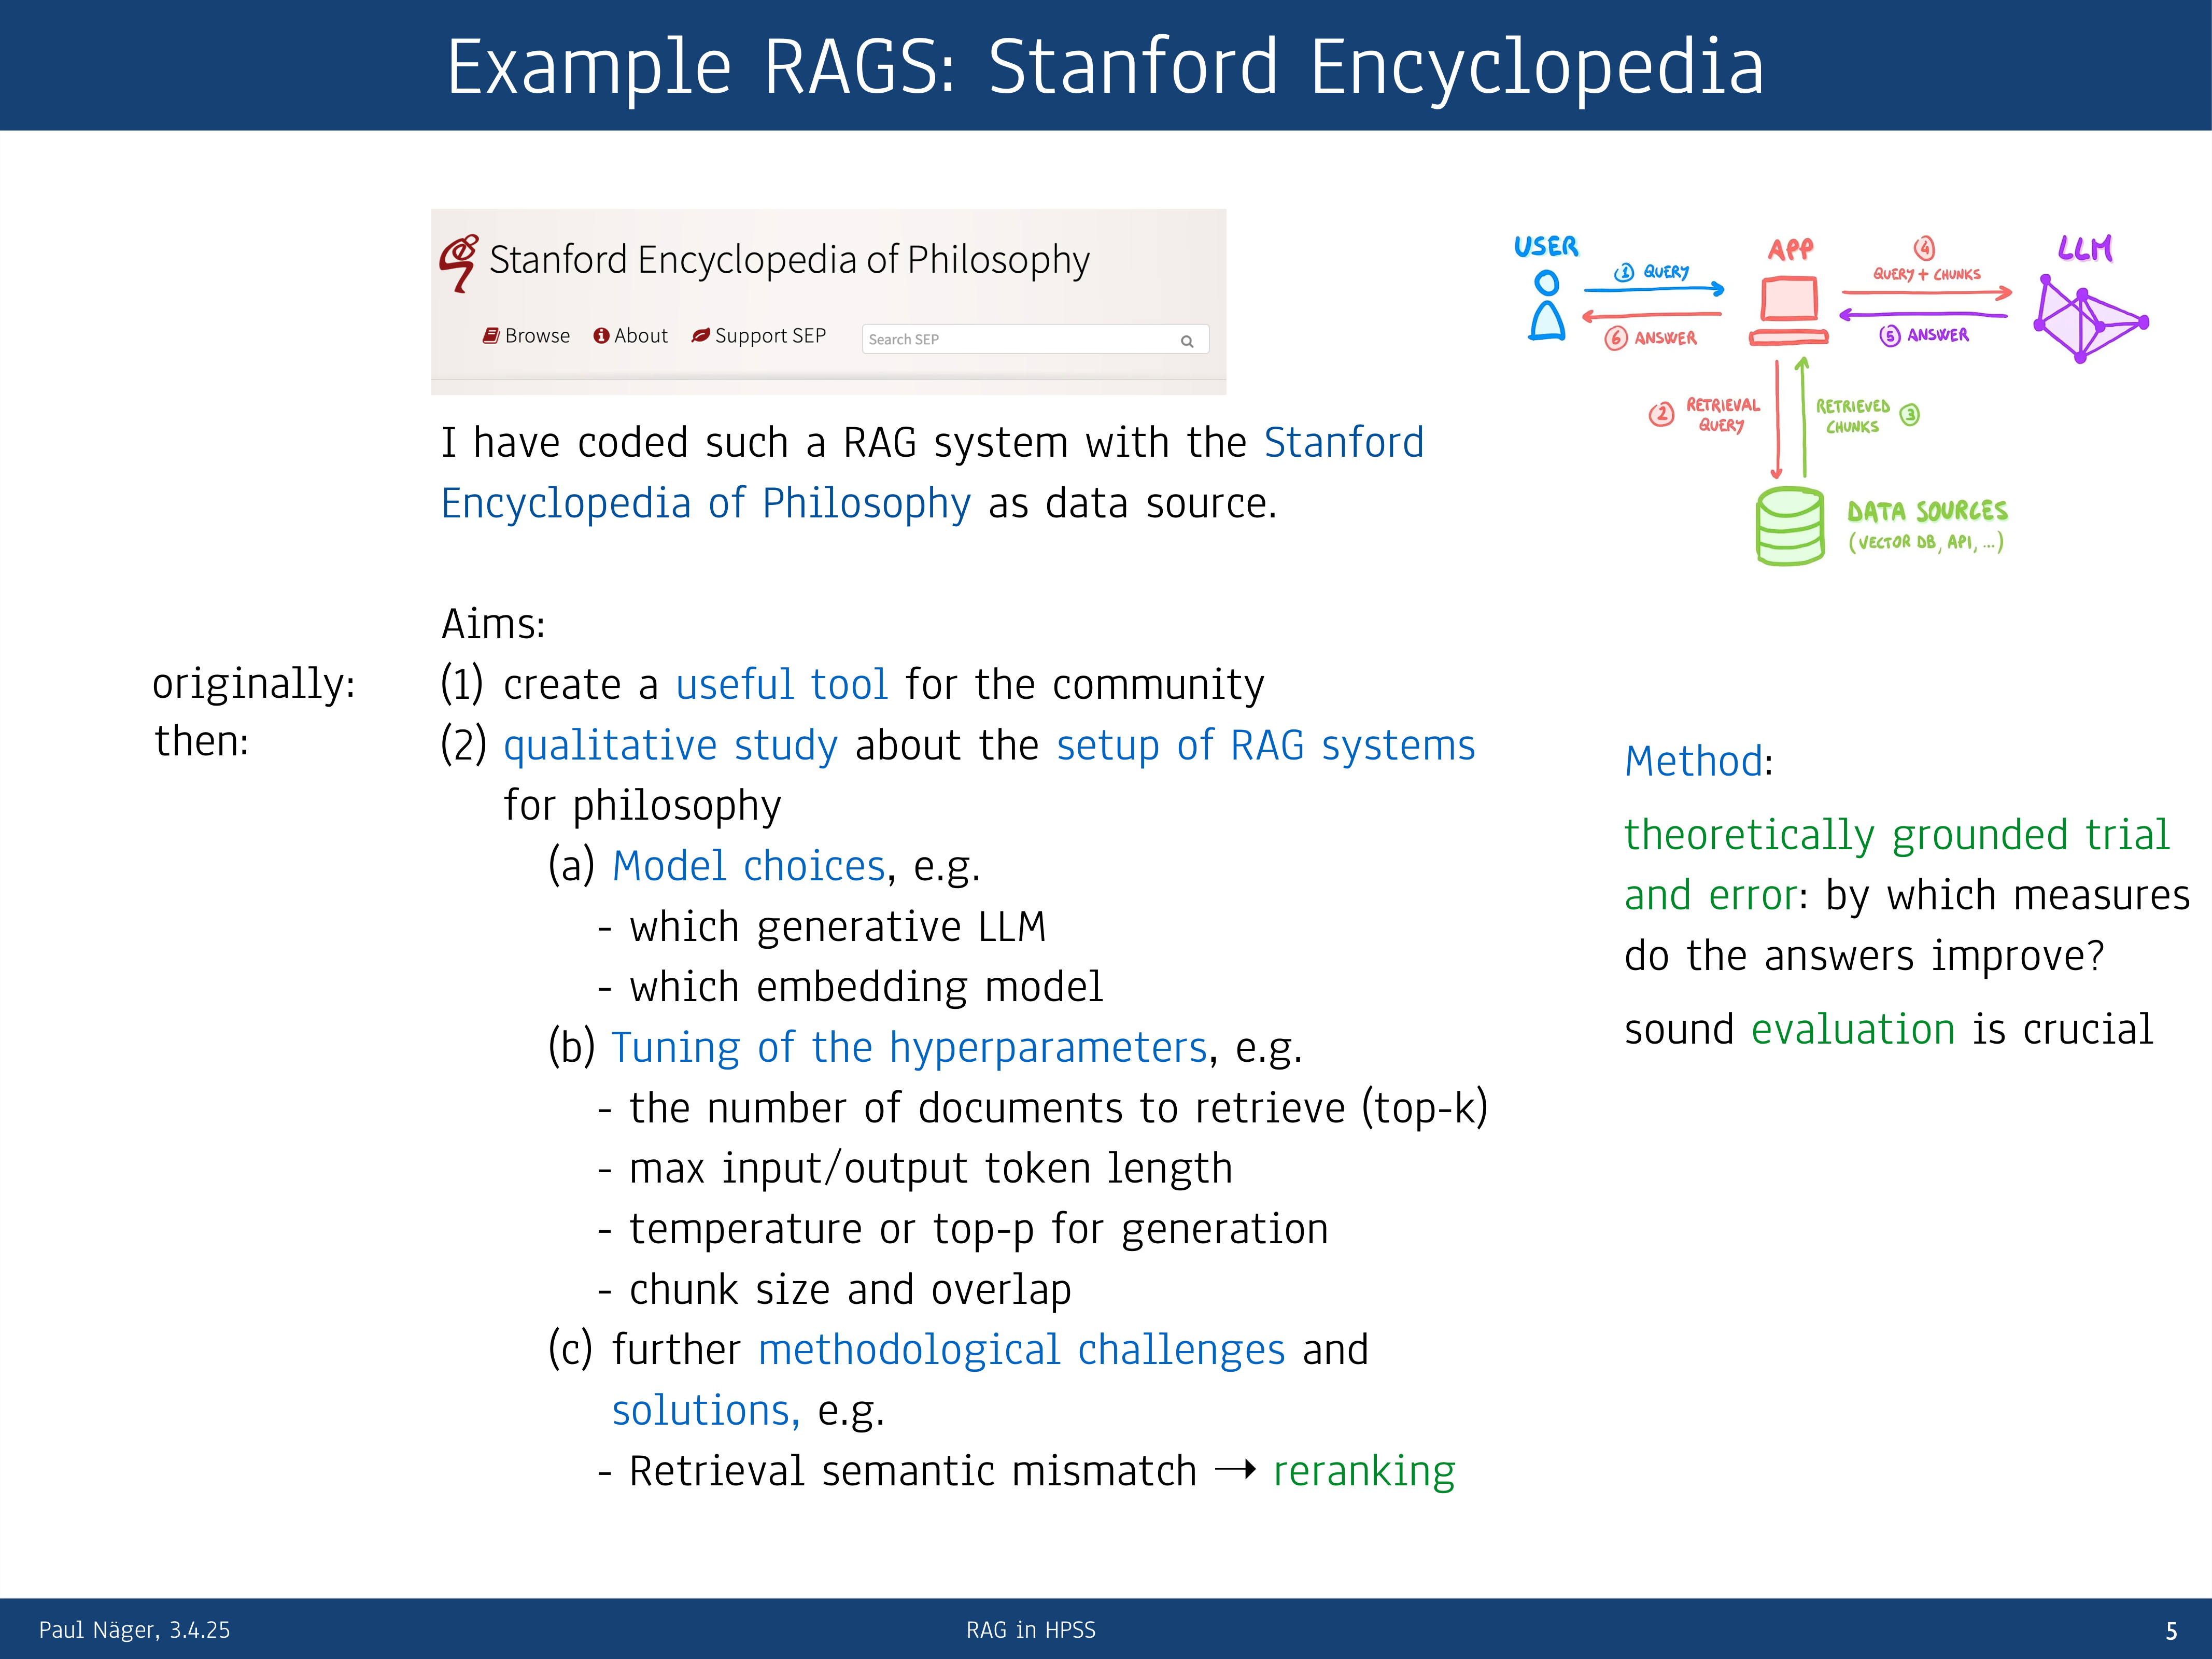 Example RAGS: Stanford Encyclopedia
Stanford Encyclopedia of Philosophy
Browse About Support SEP Search SEP
I have coded such a RAG system with the Stanford
Encyclopedia of Philosophy as data source.
USER
APP
LLM
① QUERY
④
QUERY + CHUNKS
⑥ ANSWER
⑤ ANSWER
② RETRIEVAL
QUERY
RETRIEVED ③
CHUNKS
DATA SOURCES
(VECTOR DB, API, ...)
Aims:
originally: (1) create a useful tool for the community
then: (2) qualitative study about the setup of RAG systems
for philosophy
(a) Model choices, e.g.
- which generative LLM
- which embedding model
(b) Tuning of the hyperparameters, e.g.
- the number of documents to retrieve (top-k)
- max input/output token length
- temperature or top-p for generation
- chunk size and overlap
(c) further methodological challenges and
solutions, e.g.
- Retrieval semantic mismatch → reranking
Method:
theoretically grounded trial
and error: by which measures
do the answers improve?
sound evaluation is crucial
Paul Näger, 3.4.25
RAG in HPSS
5